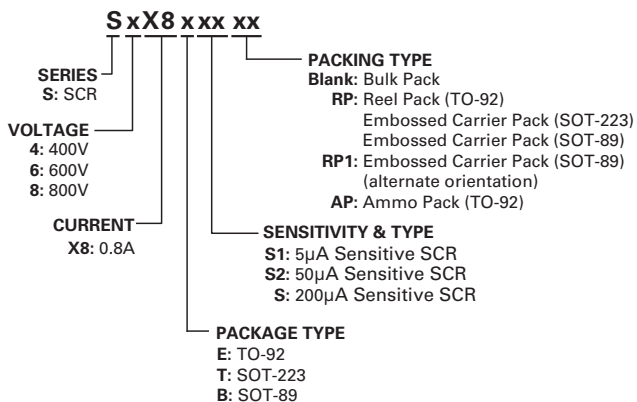 S x X 8 x xx xx
SERIES
S: SCR
VOLTAGE
4: 400V
6: 600V
8: 800V
CURRENT
X8: 0.8A
PACKING TYPE
Blank: Bulk Pack
RP: Reel Pack (TO-92)
Embossed Carrier Pack (SOT-223)
Embossed Carrier Pack (SOT-89)
RP1: Embossed Carrier Pack (SOT-89)
(alternate orientation)
AP: Ammo Pack (TO-92)
SENSITIVITY & TYPE
S1: 5µA Sensitive SCR
S2: 50µA Sensitive SCR
S: 200µA Sensitive SCR
PACKAGE TYPE
E: TO-92
T: SOT-223
B: SOT-89